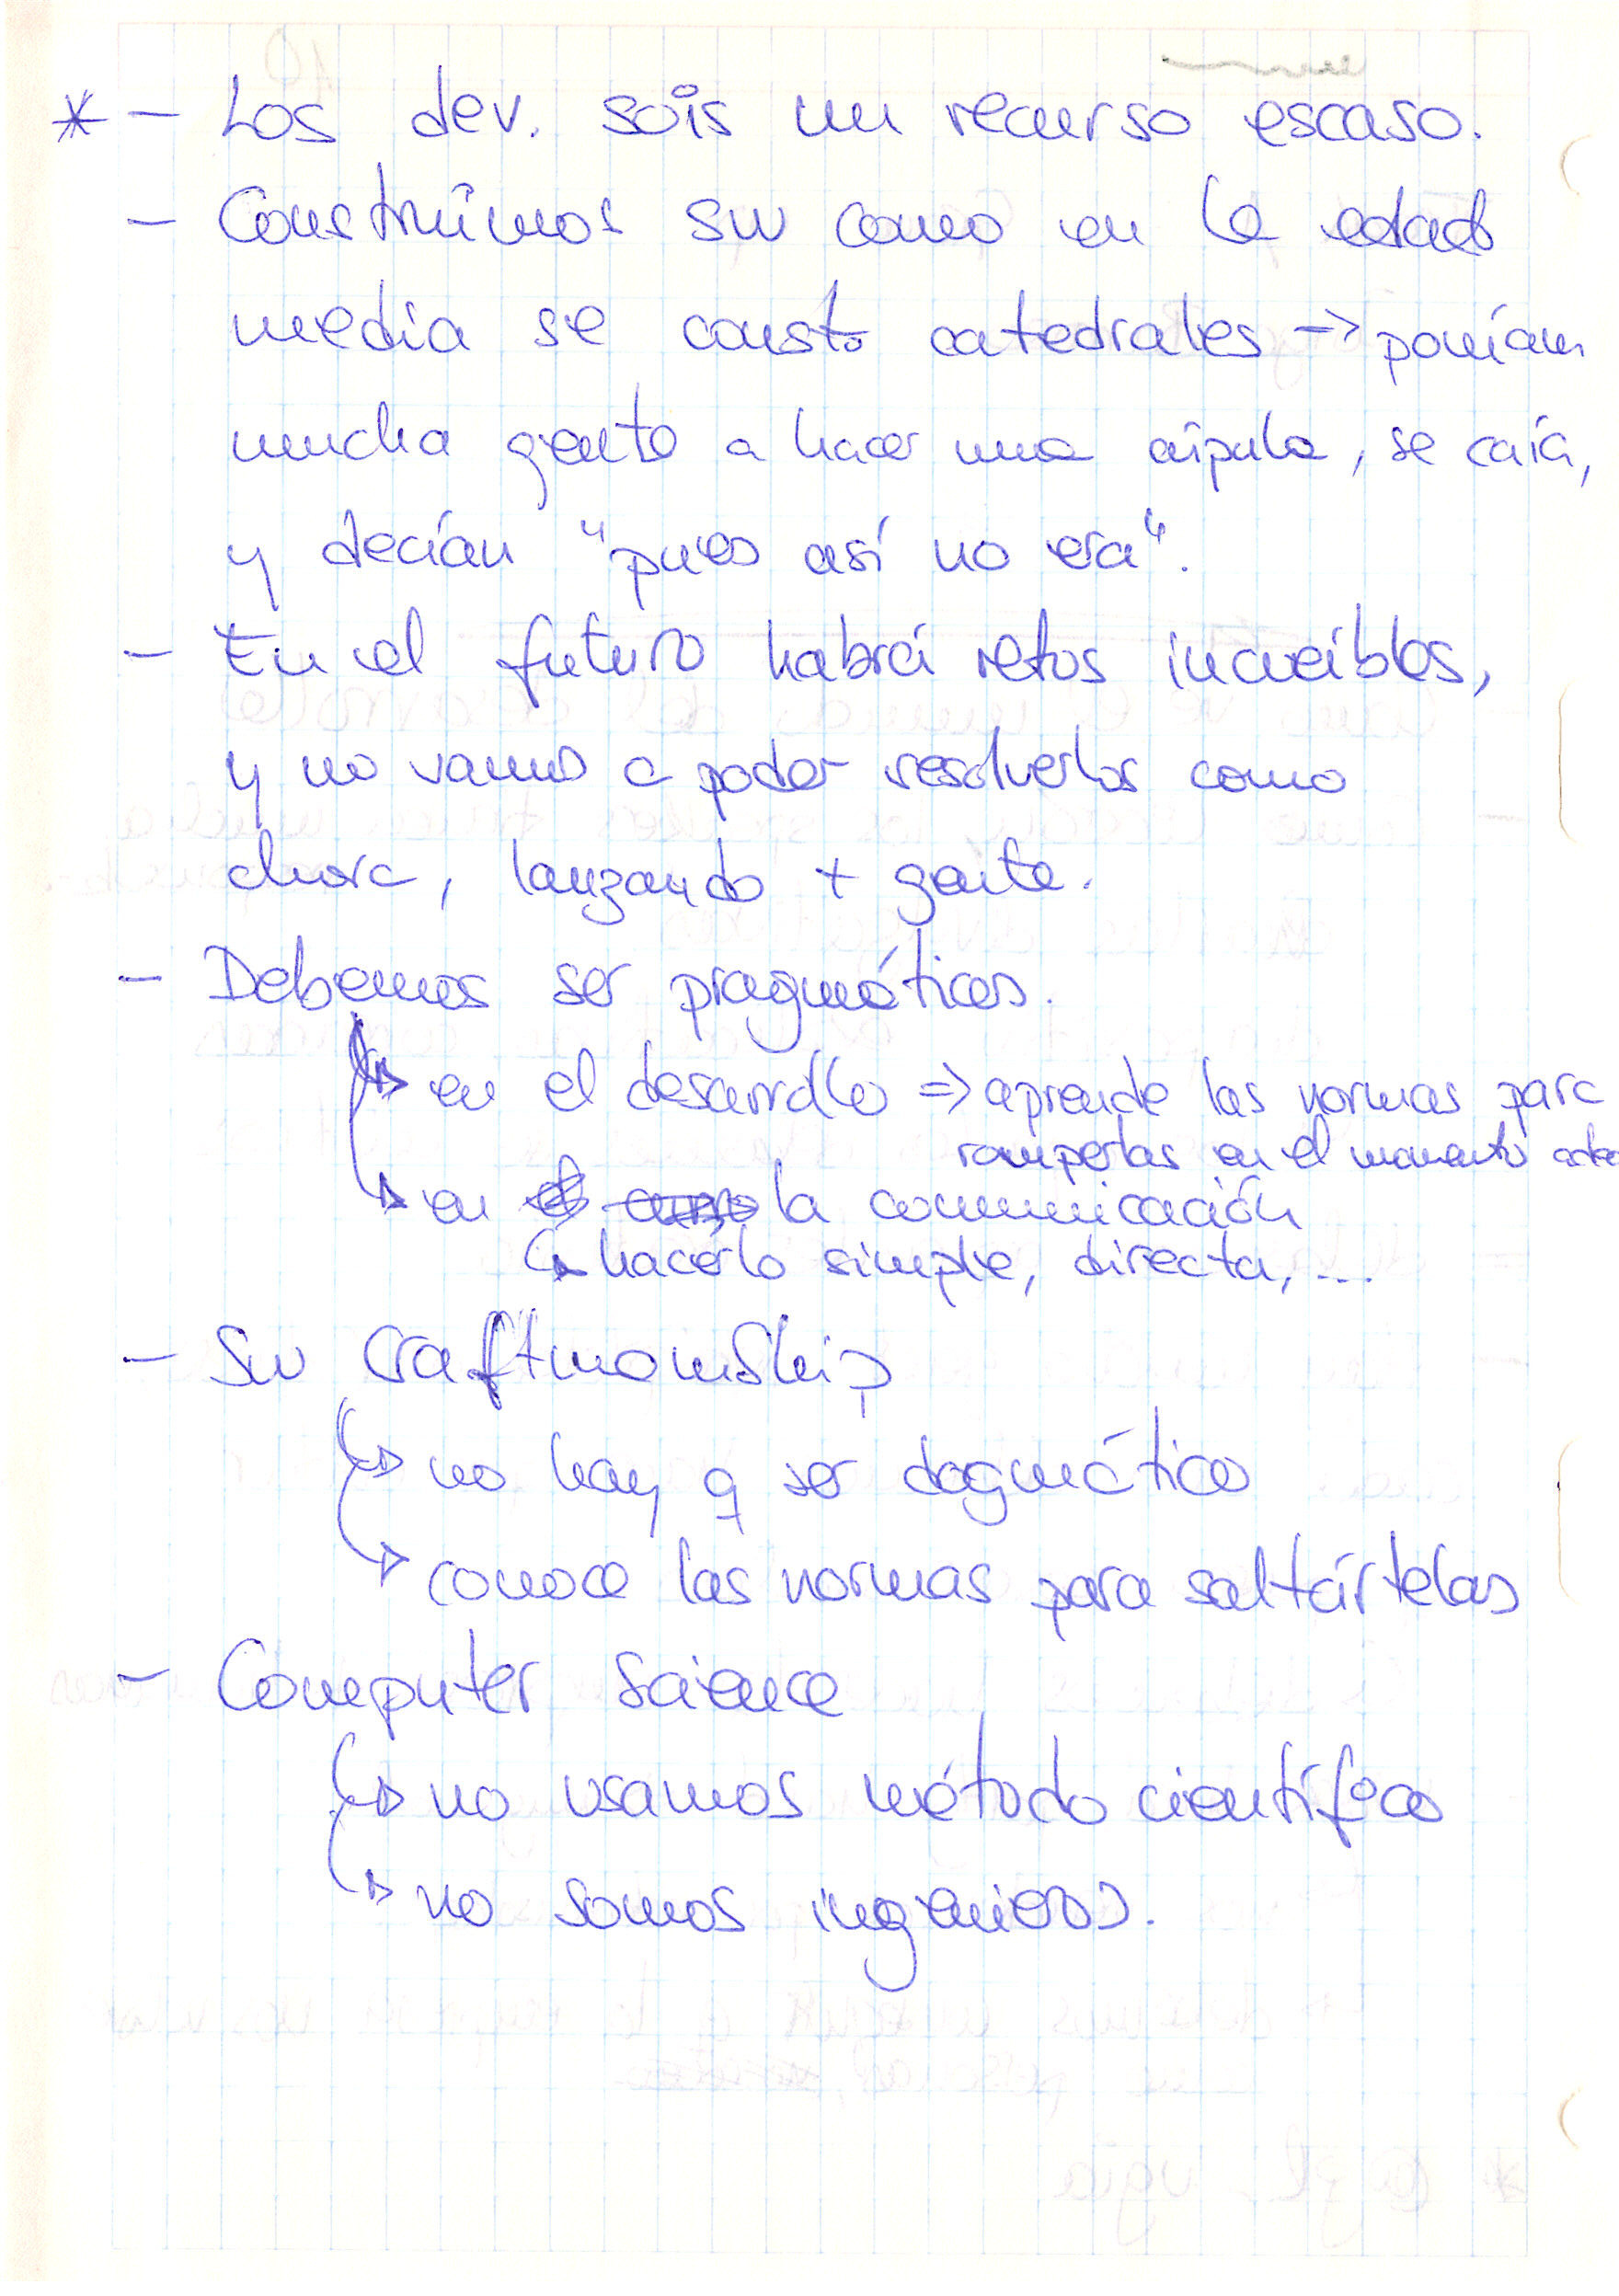 * - Los dev. sois un recurso escaso.
- Construimos SW como en la edad
media se const. catedrales -> ponían
mucha gente a hacer una cúpula, se caía,
y decían "pues así no era".
- En el futuro habrá retos increíbles,
y no vamos a poder resolverlos como
ahora, lanzando + gente.
- Debemos ser pragmáticos.
↳ en el desarrollo => aprende las normas para
romperlas en el momento
↳ en la comunicación
↳ hacerlo simple, directa, ...
- SW Craftmanship
↳ no hay q ser dogmático
↳ conoce las normas para saltártelas
- Computer Science
↳ no usamos método científico
↳ no somos ingenieros.